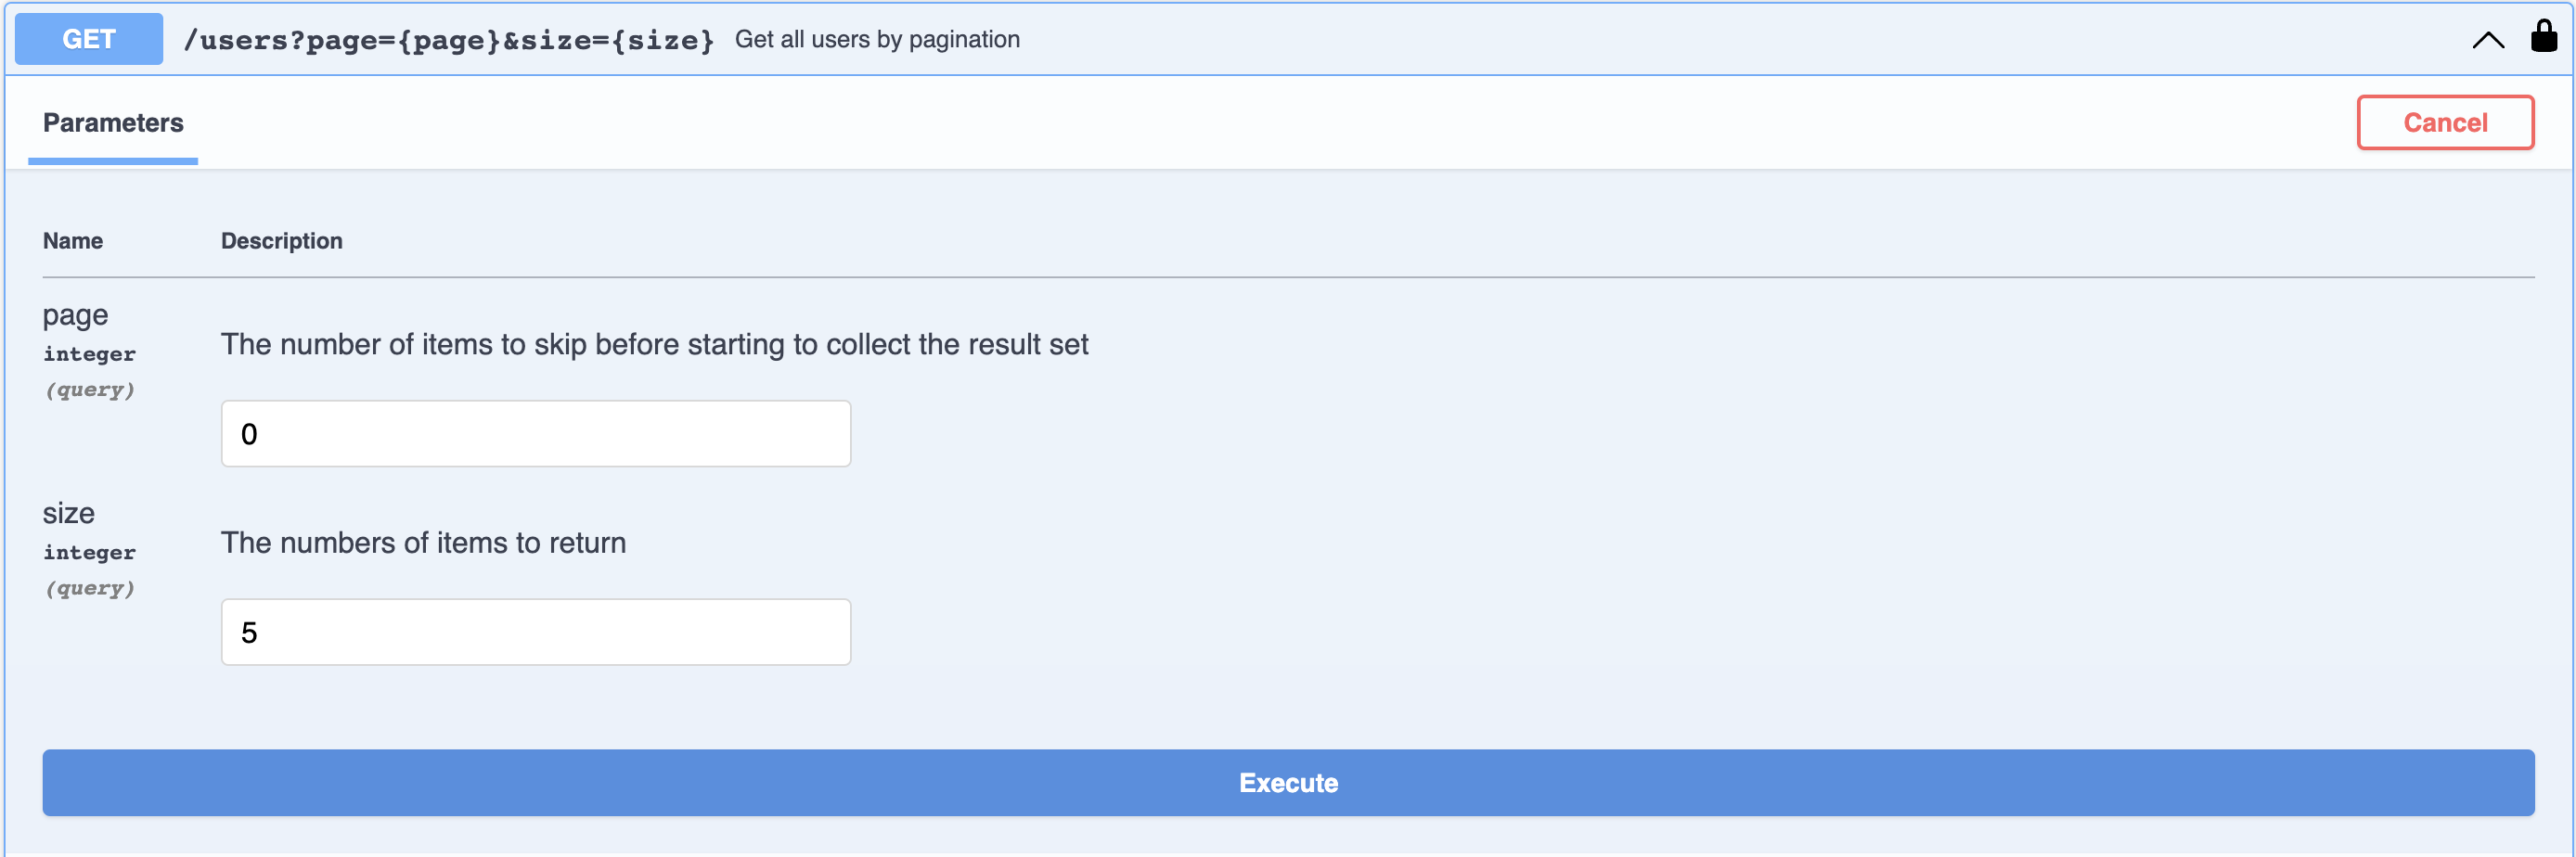 GET /users?page={page}&size={size} Get all users by pagination
Parameters Cancel
Name Description
page
integer
(query)
The number of items to skip before starting to collect the result set
0
size
integer
(query)
The numbers of items to return
5
Execute